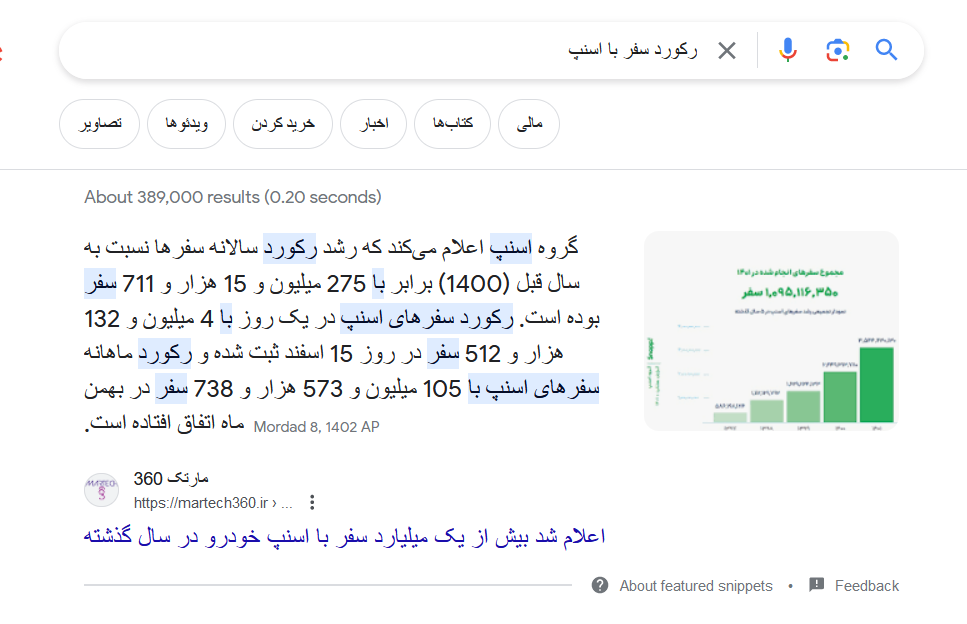 رکورد سفر با اسنپ
تصاویر
ویدئوها
خرید کردن
اخبار
کتاب‌ها
مالی
About 389,000 results (0.20 seconds)
گروه اسنپ اعلام می‌کند که رشد رکورد سالانه سفرها نسبت به
سال قبل (1400) برابر با 275 میلیون و 15 هزار و 711 سفر
بوده است. رکورد سفرهای اسنپ در یک روز با 4 میلیون و 132
هزار و 512 سفر در روز 15 اسفند ثبت شده و رکورد ماهانه
سفرهای اسنپ با 105 میلیون و 573 هزار و 738 سفر در بهمن
ماه اتفاق افتاده است. Mordad 8, 1402 AP
مجموع سفرهای انجام شده در ۱۴۰۱
۱,۰۹۵,۱۱۶,۳۵۰ سفر
Snapp!
مارتک 360
https://martech360.ir › ...
اعلام شد بیش از یک میلیارد سفر با اسنپ خودرو در سال گذشته
About featured snippets • Feedback